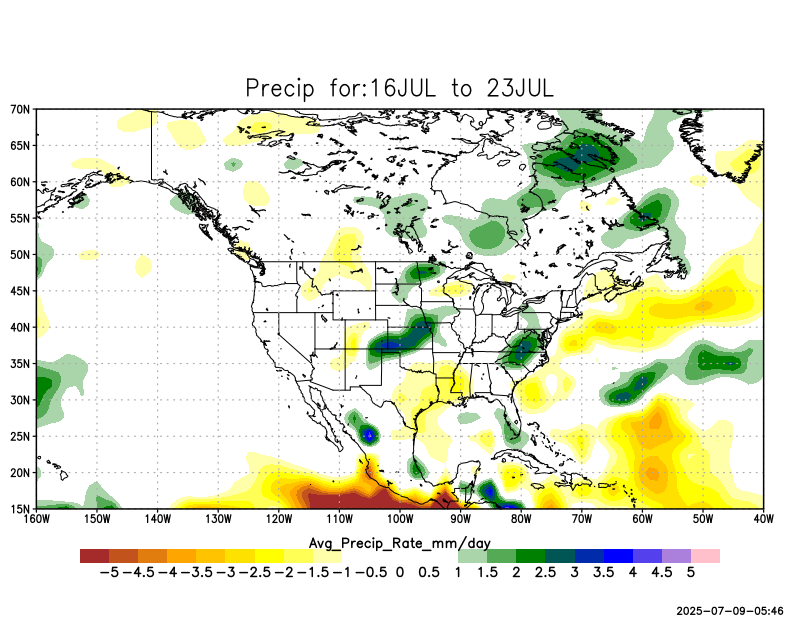 Precip for:16JUL to 23JUL
70N
65N
60N
55N
50N
45N
40N
35N
30N
25N
20N
15N
160W 150W 140W 130W 120W 110W 100W 90W 80W 70W 60W 50W 40W
Avg_Precip_Rate_mm/day
-5 -4.5 -4 -3.5 -3 -2.5 -2 -1.5 -1 -0.5 0 0.5 1 1.5 2 2.5 3 3.5 4 4.5 5
2025-07-09-05:46